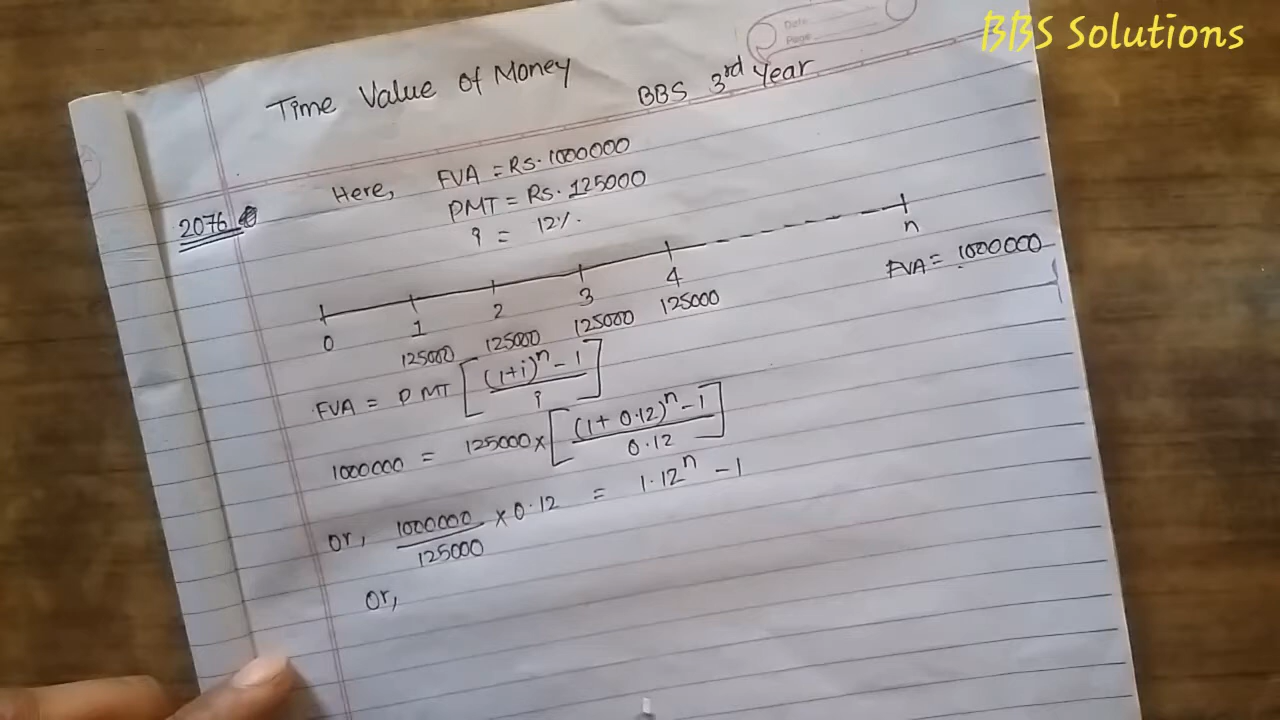 BBS Solutions
Date
Page
Time Value of Money
BBS 3rd Year
2076
Here, FVA = Rs. 1000000
PMT = Rs. 125000
i = 12%.
0 1 2 3 4 n
125000 125000 125000 125000 FVA = 1000000
FVA = PMT [((1+i)^n - 1)/i]
1000000 = 125000 × [((1 + 0.12)^n - 1)/0.12]
or, 1000000/125000 × 0.12 = 1.12^n - 1
Or,